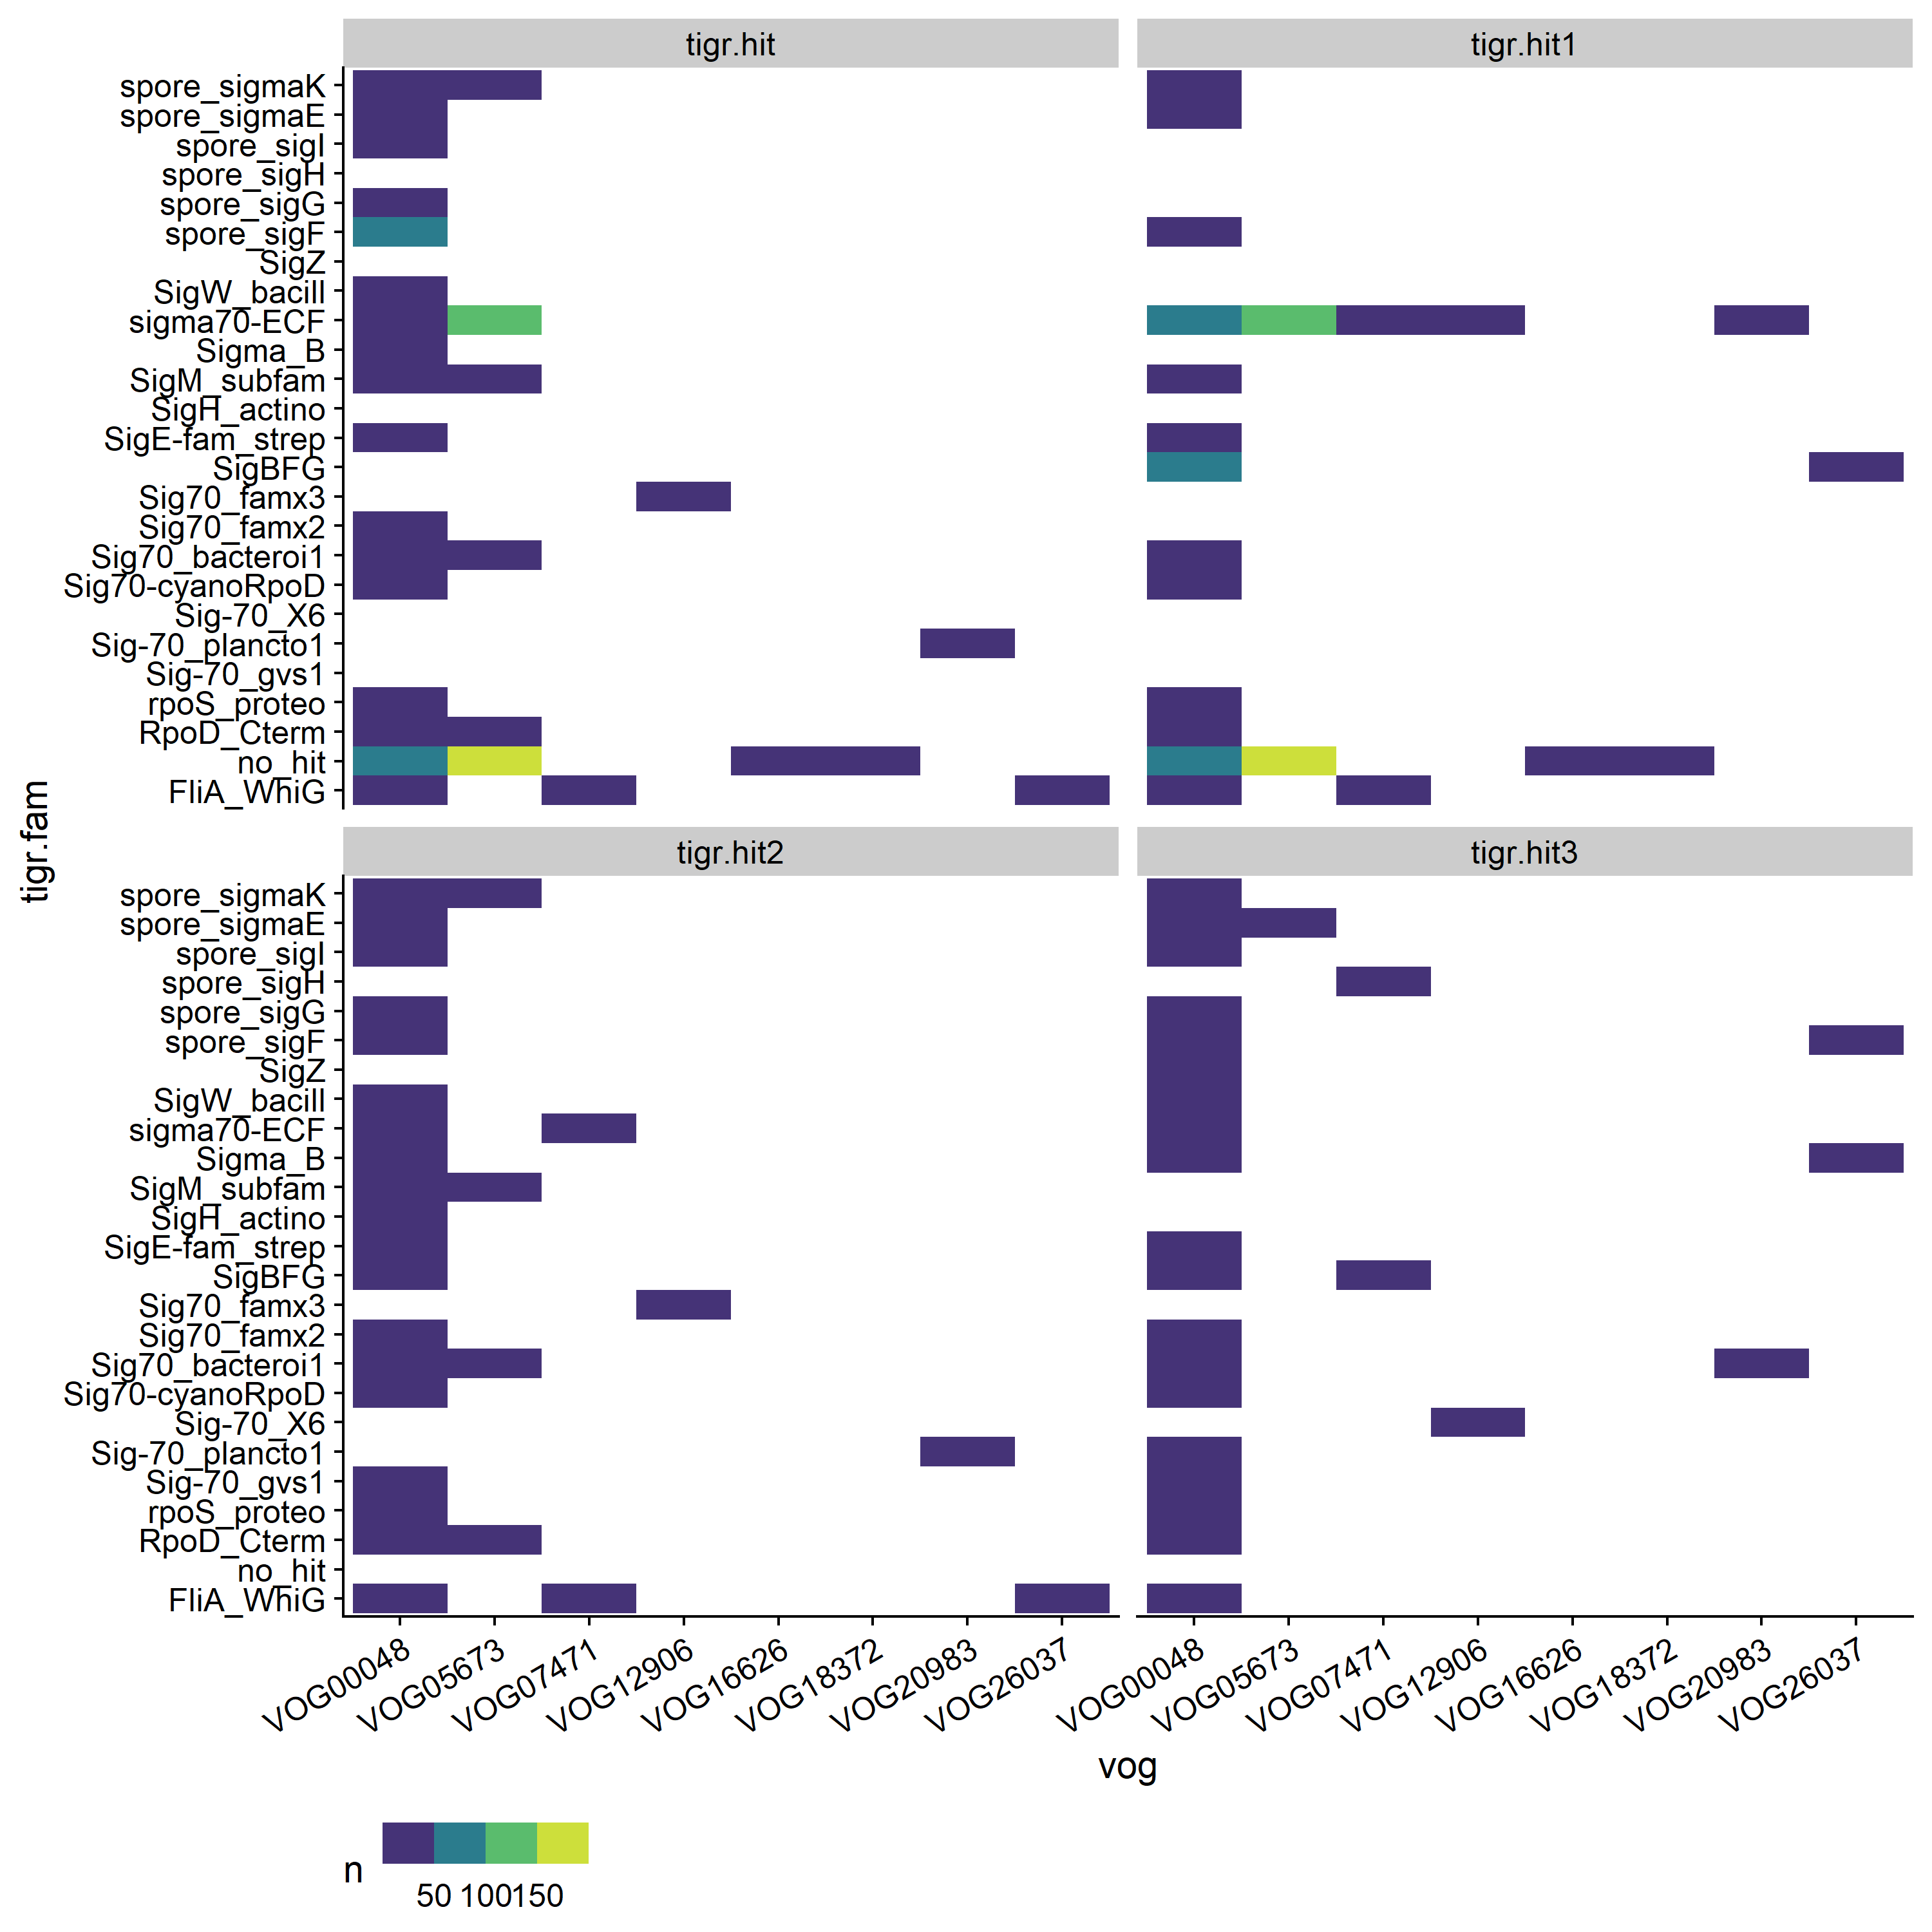 tigr.hit
tigr.hit1
spore_sigmaK
spore_sigmaE
spore_sigI
spore_sigH
spore_sigG
spore_sigF
SigZ
SigW_bacill
sigma70-ECF
Sigma_B
SigM_subfam
SigH_actino
SigE-fam_strep
SigBFG
Sig70_famx3
Sig70_famx2
Sig70_bacteroi1
Sig70-cyanoRpoD
Sig-70_X6
Sig-70_plancto1
Sig-70_gvs1
rpoS_proteo
RpoD_Cterm
no_hit
FliA_WhiG
tigr.fam
tigr.hit2
tigr.hit3
spore_sigmaK
spore_sigmaE
spore_sigI
spore_sigH
spore_sigG
spore_sigF
SigZ
SigW_bacill
sigma70-ECF
Sigma_B
SigM_subfam
SigH_actino
SigE-fam_strep
SigBFG
Sig70_famx3
Sig70_famx2
Sig70_bacteroi1
Sig70-cyanoRpoD
Sig-70_X6
Sig-70_plancto1
Sig-70_gvs1
rpoS_proteo
RpoD_Cterm
no_hit
FliA_WhiG
VOG00048
VOG05673
VOG07471
VOG12906
VOG16626
VOG18372
VOG20983
VOG26037
VOG00048
VOG05673
VOG07471
VOG12906
VOG16626
VOG18372
VOG20983
VOG26037
vog
n
50 100 150